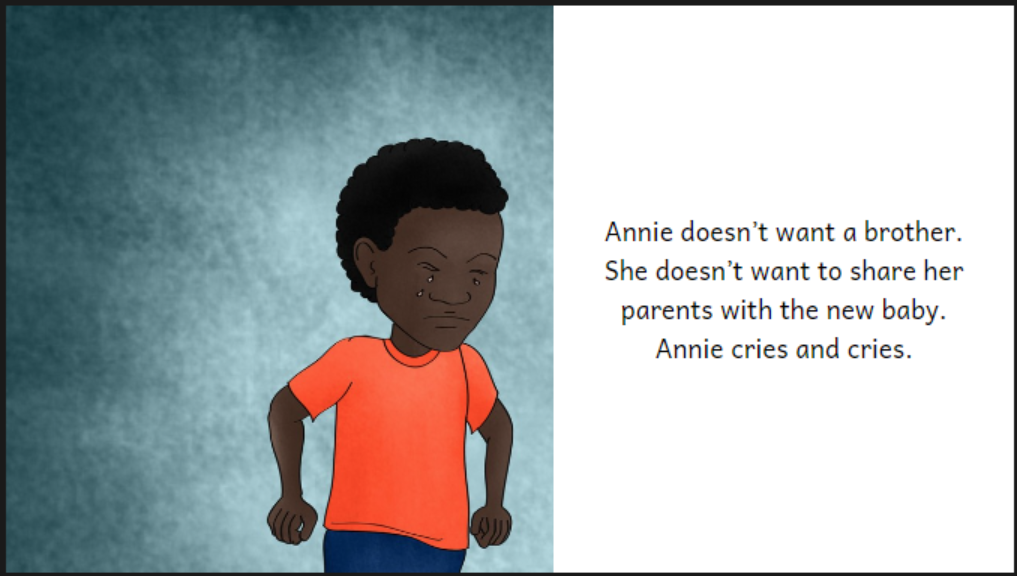 Annie doesn’t want a brother.
She doesn’t want to share her
parents with the new baby.
Annie cries and cries.